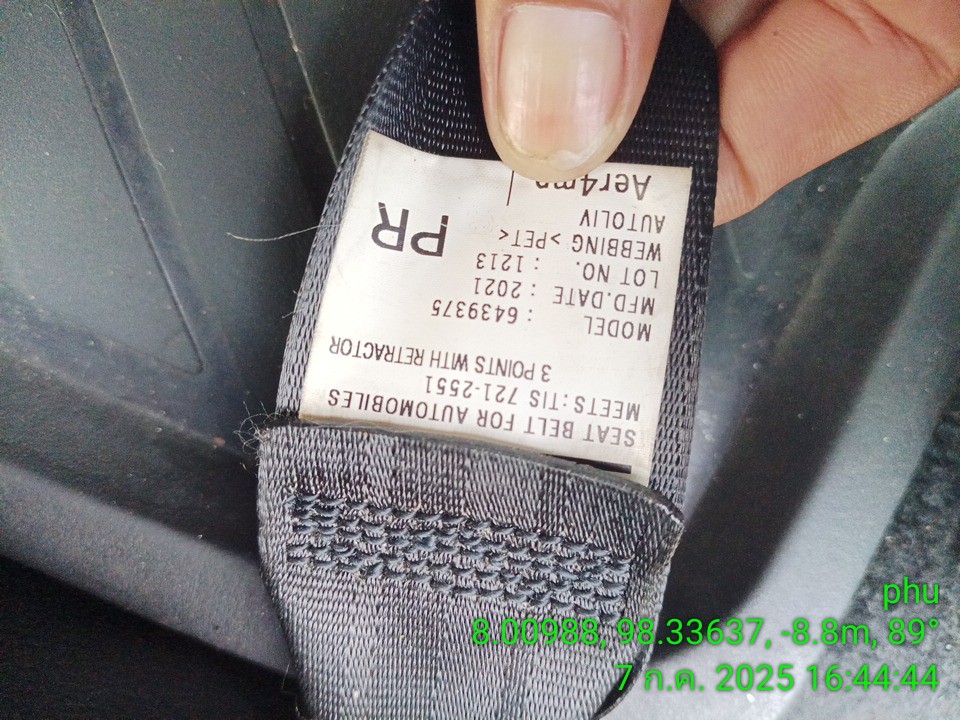 SEAT BELT FOR AUTOMOBILES
MEETS : TIS 721-2551
3 POINTS WITH RETRACTOR
MODEL : 6439375
MFD.DATE : 2021
LOT NO. : 1213
WEBBING >PET<
AUTOLIV
PR
phu
8.00988, 98.33637, -8.8m, 89°
7 ก.ค. 2025 16:44:44